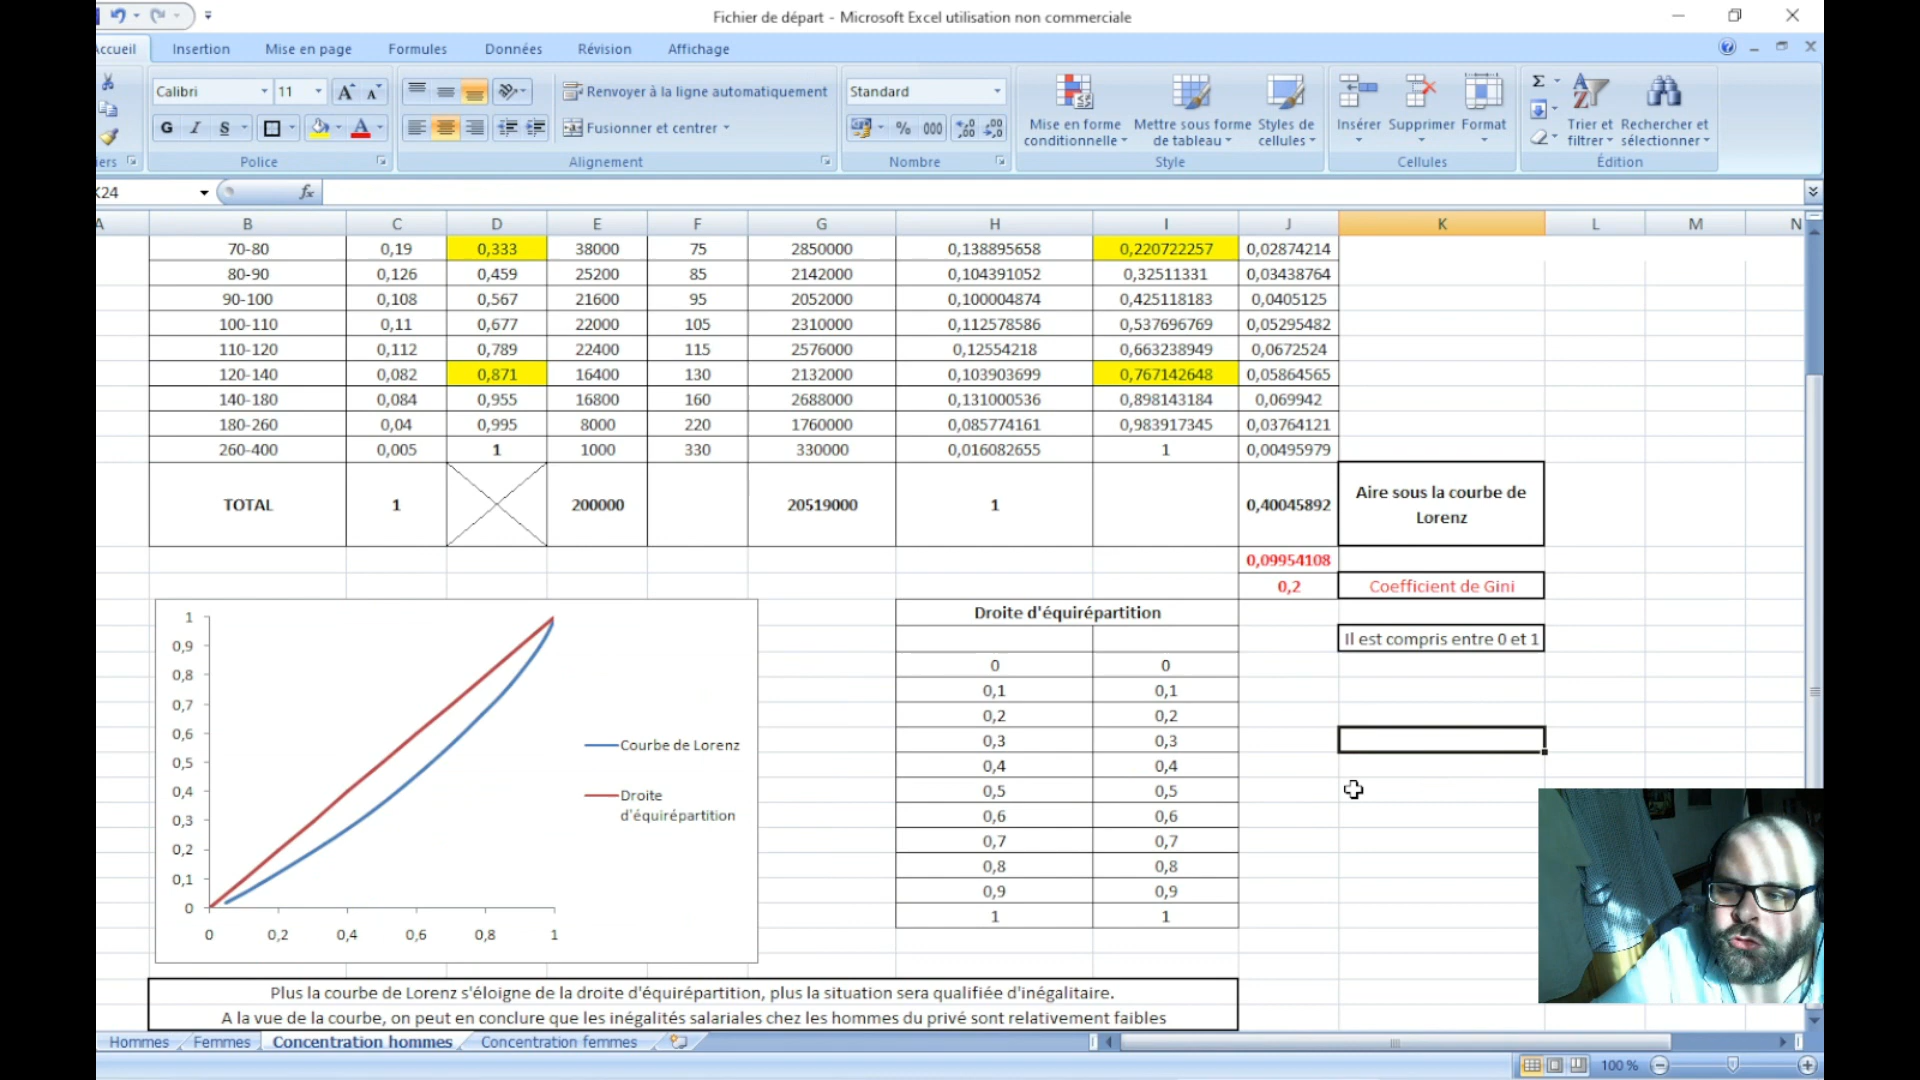 Fichier de départ - Microsoft Excel utilisation non commerciale
Accueil Insertion Mise en page Formules Données Révision Affichage
Calibri 11 Renvoyer à la ligne automatiquement Standard
G I S Fusionner et centrer % 000
Mise en forme conditionnelle Mettre sous forme de tableau Styles de cellules Insérer Supprimer Format Trier et filtrer Rechercher et sélectionner
Police Alignement Nombre Style Cellules Édition
K24 fx
A B C D E F G H I J K L M N
70-80 0,19 0,333 38000 75 2850000 0,138895658 0,220722257 0,02874214
80-90 0,126 0,459 25200 85 2142000 0,104391052 0,32511331 0,03438764
90-100 0,108 0,567 21600 95 2052000 0,100004874 0,425118183 0,0405125
100-110 0,11 0,677 22000 105 2310000 0,112578586 0,537696769 0,05295482
110-120 0,112 0,789 22400 115 2576000 0,12554218 0,663238949 0,0672524
120-140 0,082 0,871 16400 130 2132000 0,103903699 0,767142648 0,05864565
140-180 0,084 0,955 16800 160 2688000 0,131000536 0,898143184 0,069942
180-260 0,04 0,995 8000 220 1760000 0,085774161 0,983917345 0,03764121
260-400 0,005 1 1000 330 330000 0,016082655 1 0,00495979
TOTAL 1 200000 20519000 1 0,40045892 Aire sous la courbe de Lorenz
0,09954108
0,2 Coefficient de Gini
Droite d'équirépartition
Il est compris entre 0 et 1
0 0
0,1 0,1
0,2 0,2
0,3 0,3
0,4 0,4
0,5 0,5
0,6 0,6
0,7 0,7
0,8 0,8
0,9 0,9
1 1
1
0,9
0,8
0,7
0,6
0,5
0,4
0,3
0,2
0,1
0
0 0,2 0,4 0,6 0,8 1
Courbe de Lorenz
Droite
d'équirépartition
Plus la courbe de Lorenz s'éloigne de la droite d'équirépartition, plus la situation sera qualifiée d'inégalitaire.
A la vue de la courbe, on peut en conclure que les inégalités salariales chez les hommes du privé sont relativement faibles
Hommes Femmes Concentration hommes Concentration femmes
100 %